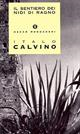 IL SENTIERO DEI
NIDI DI RAGNO
OSCAR MONDADORI
ITALO
CALVINO